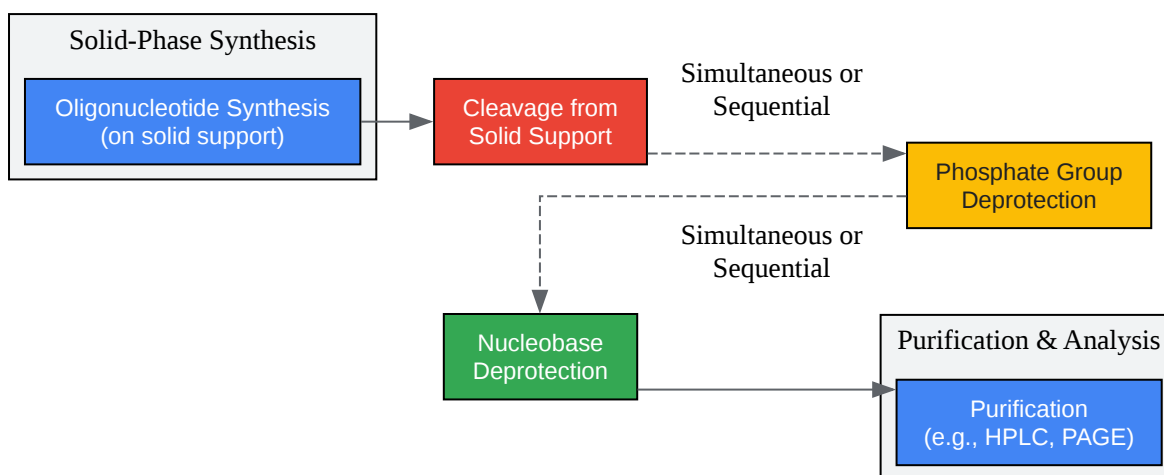 Solid-Phase Synthesis
Oligonucleotide Synthesis
(on solid support)
Cleavage from
Solid Support
Simultaneous or
Sequential
Phosphate Group
Deprotection
Simultaneous or
Sequential
Nucleobase
Deprotection
Purification & Analysis
Purification
(e.g., HPLC, PAGE)